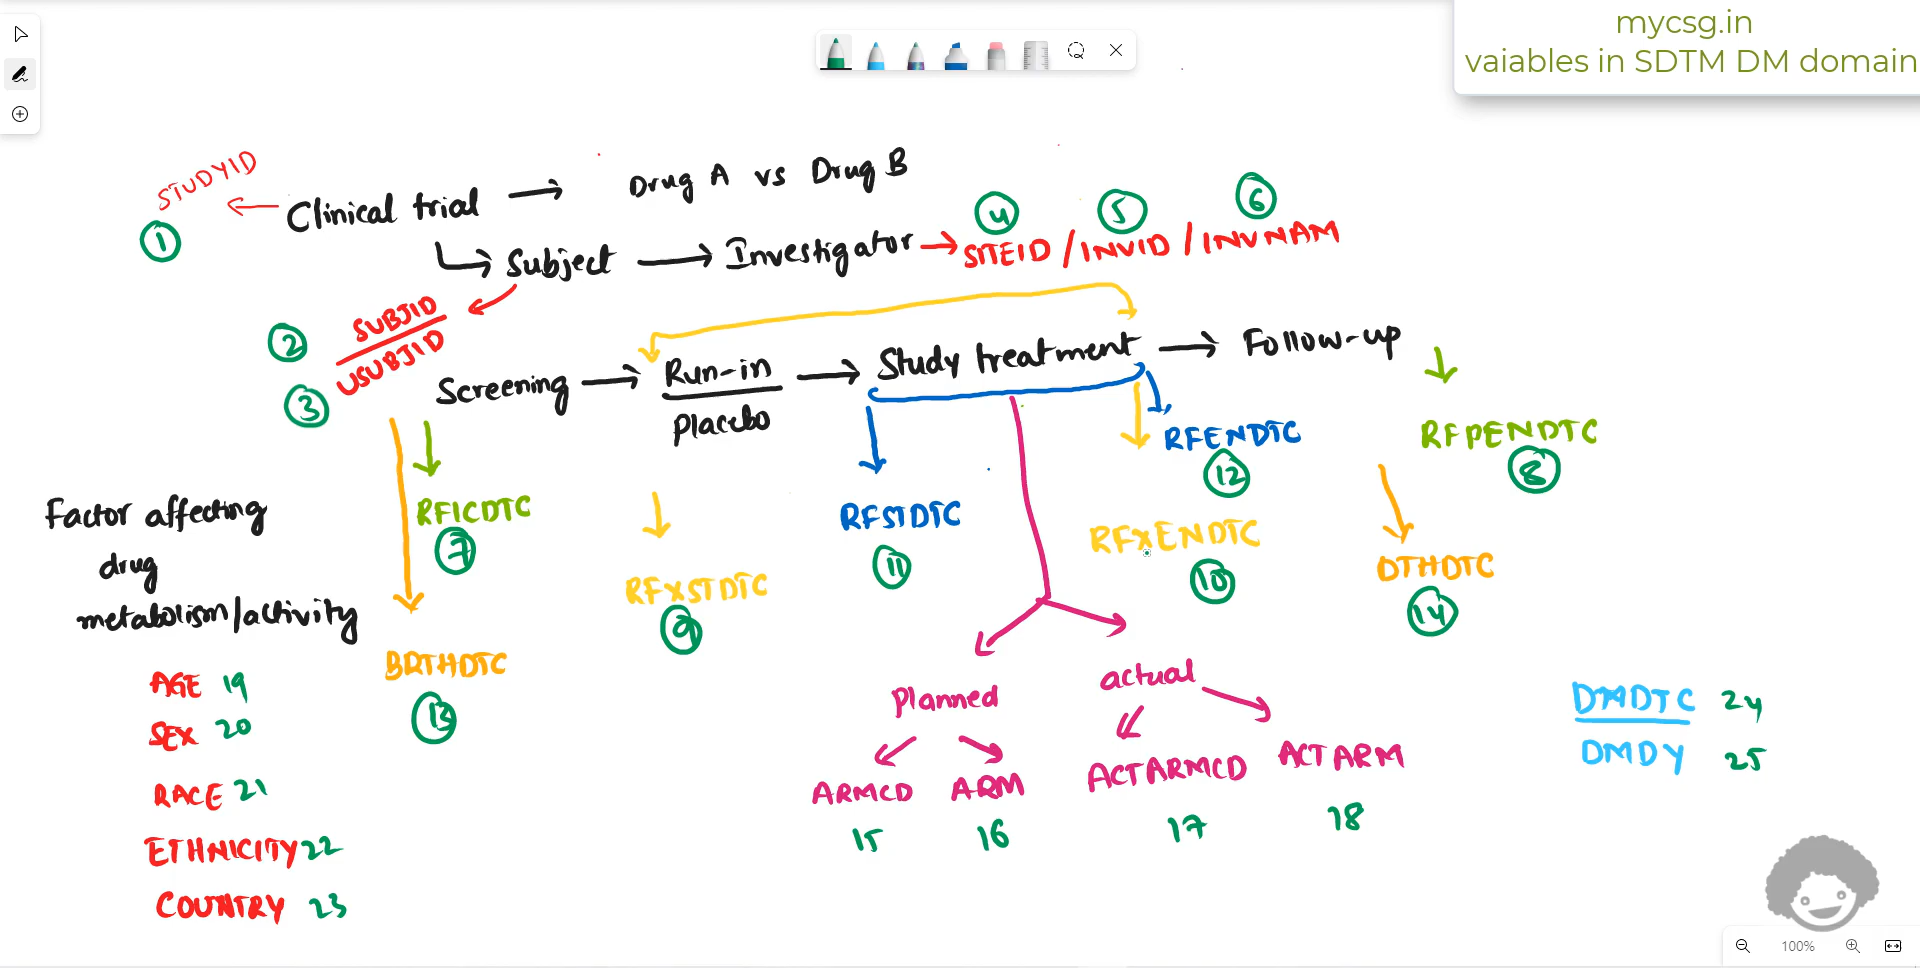 mycsg.in
vaiables in SDTM DM domain
STUDYID
1
Clinical trial → Drug A vs Drug B
Subject → Investigator → SITEID / INVID / INVNAM
4 5 6
2 SUBJID
3 USUBJID
Screening → Run-in → Study treatment → Follow-up
Placebo
RFICDTC
7
RFXSTDTC
9
RFSTDTC
11
RFENDTC
12
RFXENDTC
10
RFPENDTC
8
DTHDTC
14
BRTHDTC
13
Factor affecting
drug
metabolism/activity
AGE 19
SEX 20
RACE 21
ETHNICITY 22
COUNTRY 23
Planned
actual
ARMCD ARM ACTARMCD ACTARM
15 16 17 18
DMDTC 24
DMDY 25
100%